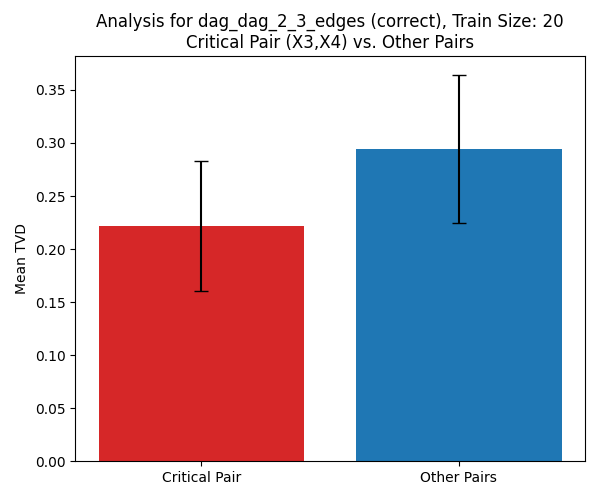 Analysis for dag_dag_2_3_edges (correct), Train Size: 20
Critical Pair (X3,X4) vs. Other Pairs
Mean TVD
0.35
0.30
0.25
0.20
0.15
0.10
0.05
0.00
Critical Pair
Other Pairs